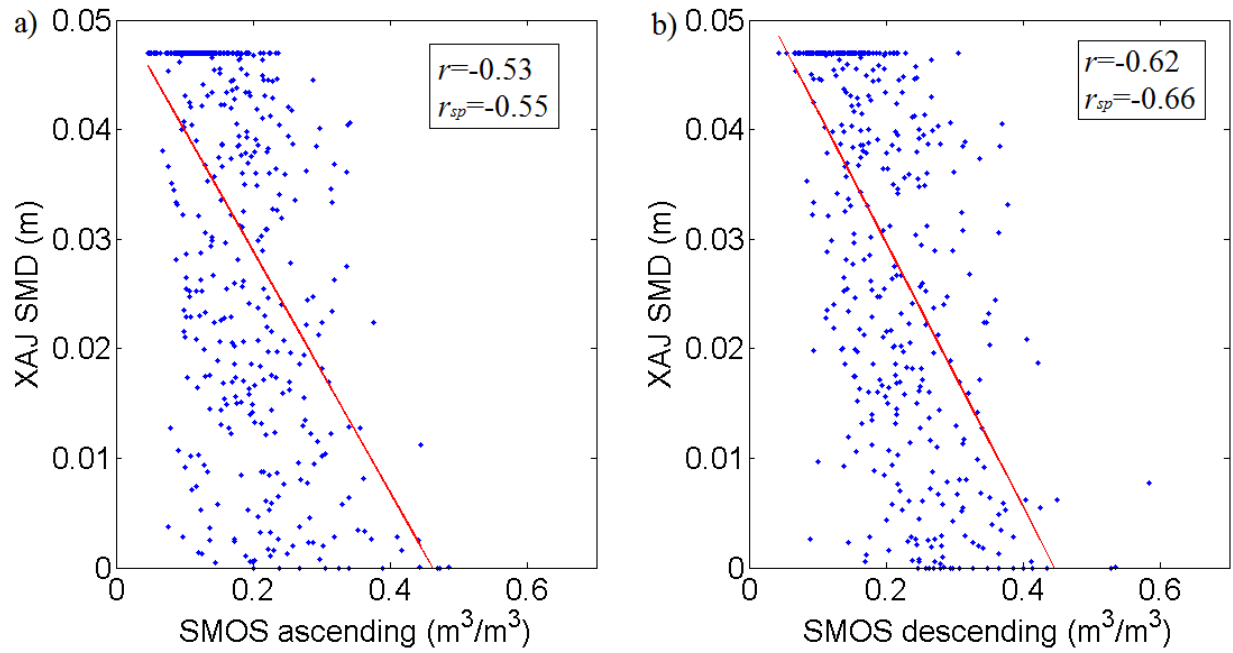 a)
0.05
0.04
0.03
0.02
0.01
0
XAJ SMD (m)
r=-0.53
r_sp=-0.55
0 0.2 0.4 0.6
SMOS ascending (m³/m³)
b)
0.05
0.04
0.03
0.02
0.01
0
XAJ SMD (m)
r=-0.62
r_sp=-0.66
0 0.2 0.4 0.6
SMOS descending (m³/m³)